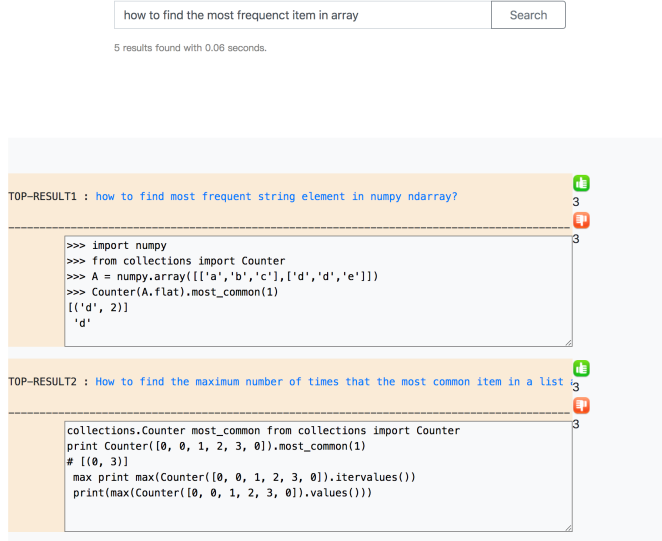 how to find the most frequenct item in array
Search
5 results found with 0.06 seconds.
TOP-RESULT1 : how to find most frequent string element in numpy ndarray?
3
3
>>> import numpy
>>> from collections import Counter
>>> A = numpy.array([['a','b','c'],['d','d','e']])
>>> Counter(A.flat).most_common(1)
[('d', 2)]
'd'
TOP-RESULT2 : How to find the maximum number of times that the most common item in a list
3
3
collections.Counter most_common from collections import Counter
print Counter([0, 0, 1, 2, 3, 0]).most_common(1)
# [(0, 3)]
max print max(Counter([0, 0, 1, 2, 3, 0]).itervalues())
print(max(Counter([0, 0, 1, 2, 3, 0]).values()))